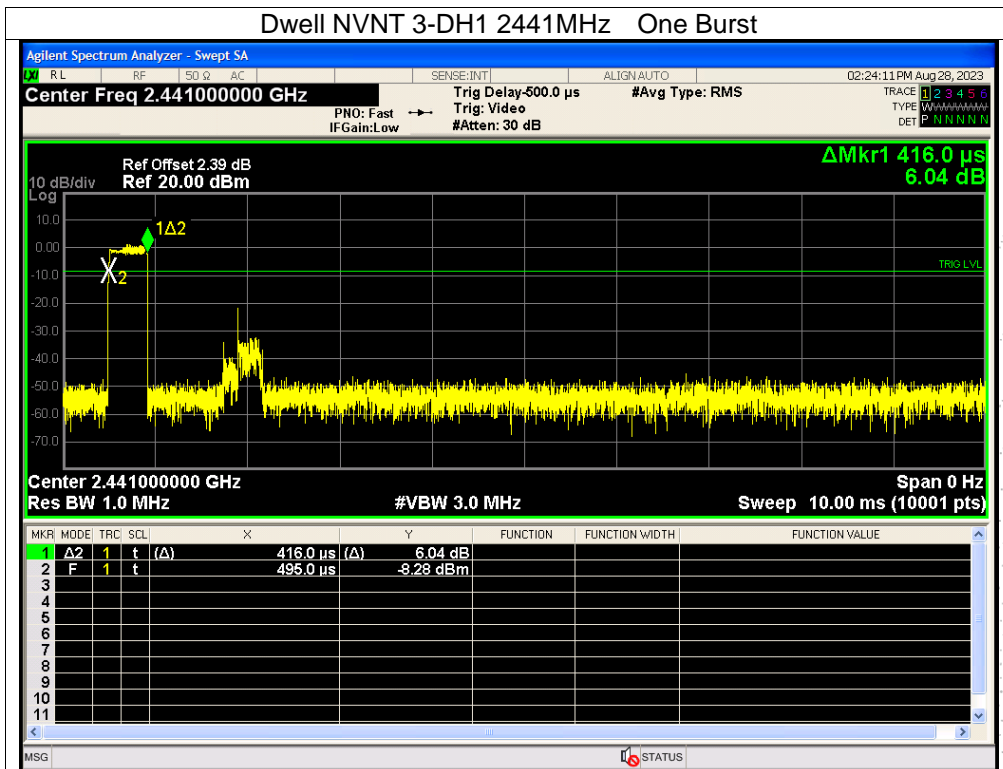 Dwell NVNT 3-DH1 2441MHz One Burst
Agilent Spectrum Analyzer - Swept SA
LXI RL RF 50 Ω AC SENSE:INT ALIGN AUTO 02:24:11 PM Aug 28, 2023
Center Freq 2.441000000 GHz Trig Delay-500.0 µs #Avg Type: RMS TRACE 1 2 3 4 5 6
PNO: Fast Trig: Video TYPE WWWWWW
IFGain:Low #Atten: 30 dB DET P N N N N N
ΔMkr1 416.0 µs
6.04 dB
Ref Offset 2.39 dB
10 dB/div Ref 20.00 dBm
Log
10.0
1Δ2
0.00
TRIG LVL
X2
-10.0
-20.0
-30.0
-40.0
-50.0
-60.0
-70.0
Center 2.441000000 GHz Span 0 Hz
Res BW 1.0 MHz #VBW 3.0 MHz Sweep 10.00 ms (10001 pts)
MKR MODE TRC SCL X Y FUNCTION FUNCTION WIDTH FUNCTION VALUE
1 Δ2 1 t (Δ) 416.0 µs (Δ) 6.04 dB
2 F 1 t 495.0 µs -8.28 dBm
3
4
5
6
7
8
9
10
11
MSG STATUS